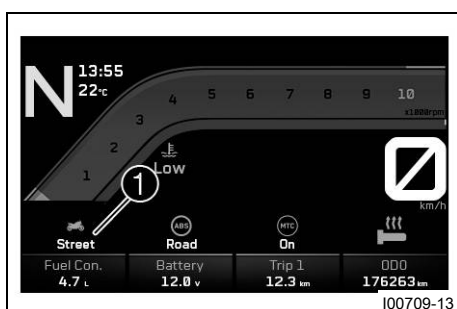 N
13:55
22°C
1 2 3 4 5 6 7 8 9 10
x1000rpm
Low
1
0
km/h
ABS
MTC
Street Road On
Fuel Con. Battery Trip 1 ODO
4.7 L 12.0 v 12.3 km 176263 km
I00709-13